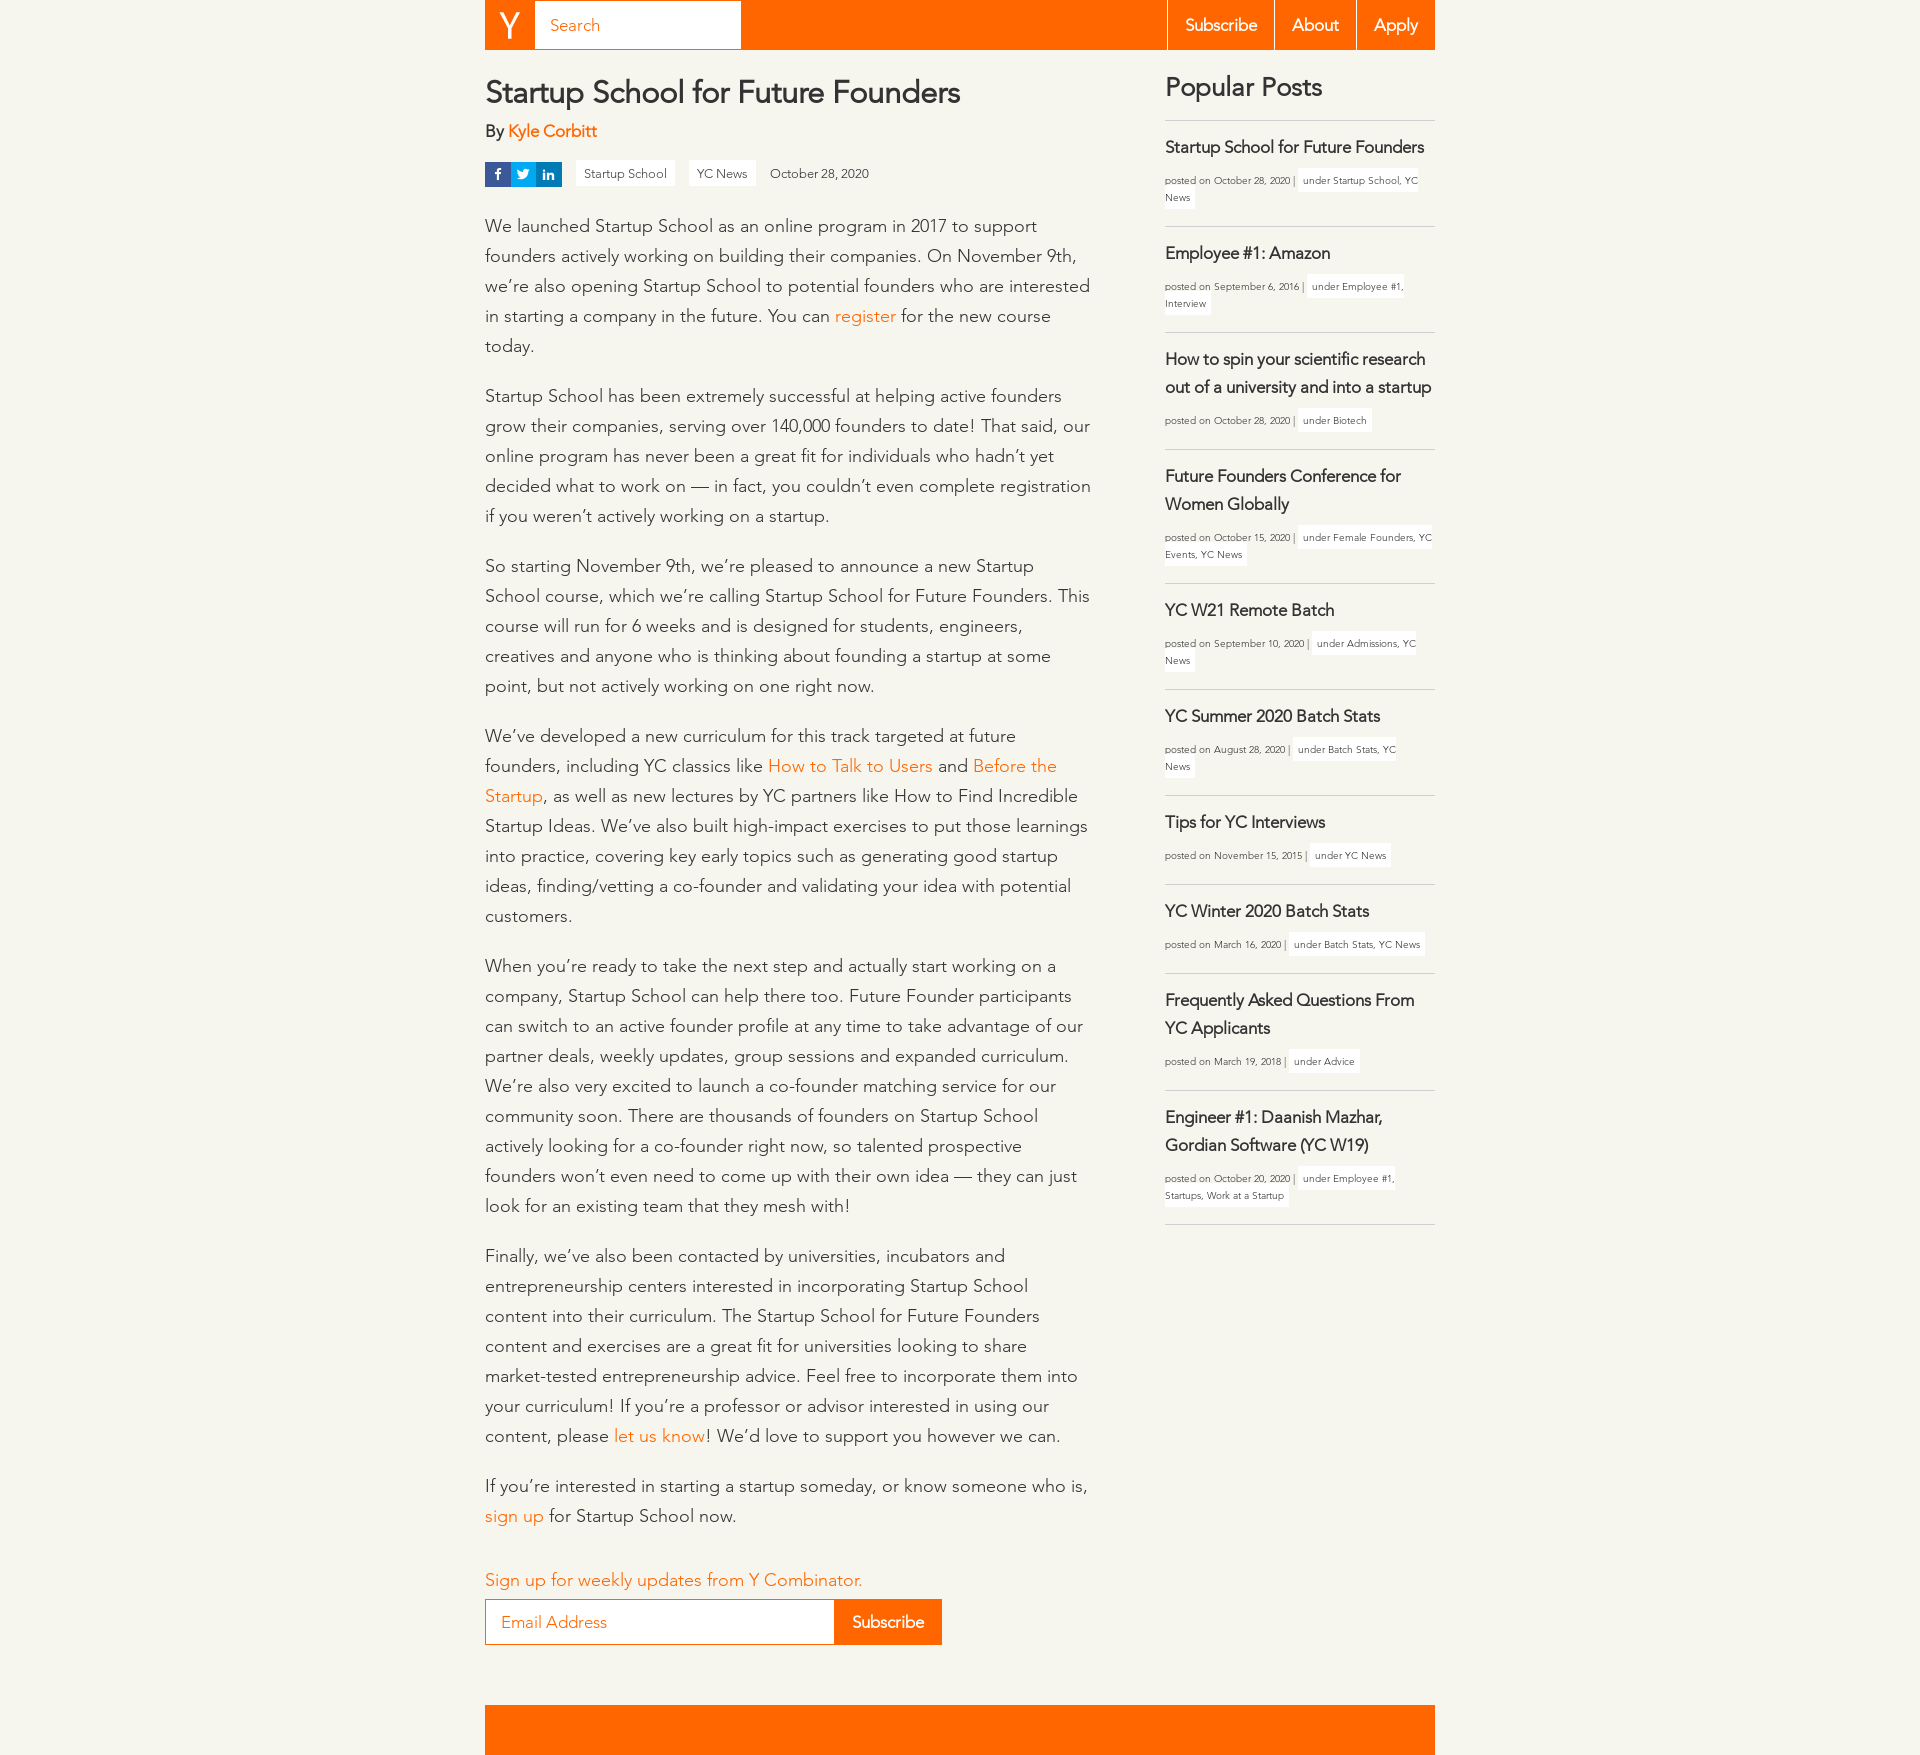 Y
Search
Subscribe
About
Apply
Startup School for Future Founders
By Kyle Corbitt
Startup School
YC News
October 28, 2020
We launched Startup School as an online program in 2017 to support
founders actively working on building their companies. On November 9th,
we’re also opening Startup School to potential founders who are interested
in starting a company in the future. You can register for the new course
today.
Startup School has been extremely successful at helping active founders
grow their companies, serving over 140,000 founders to date! That said, our
online program has never been a great fit for individuals who hadn’t yet
decided what to work on — in fact, you couldn’t even complete registration
if you weren’t actively working on a startup.
So starting November 9th, we’re pleased to announce a new Startup
School course, which we’re calling Startup School for Future Founders. This
course will run for 6 weeks and is designed for students, engineers,
creatives and anyone who is thinking about founding a startup at some
point, but not actively working on one right now.
We’ve developed a new curriculum for this track targeted at future
founders, including YC classics like How to Talk to Users and Before the
Startup, as well as new lectures by YC partners like How to Find Incredible
Startup Ideas. We’ve also built high-impact exercises to put those learnings
into practice, covering key early topics such as generating good startup
ideas, finding/vetting a co-founder and validating your idea with potential
customers.
When you’re ready to take the next step and actually start working on a
company, Startup School can help there too. Future Founder participants
can switch to an active founder profile at any time to take advantage of our
partner deals, weekly updates, group sessions and expanded curriculum.
We’re also very excited to launch a co-founder matching service for our
community soon. There are thousands of founders on Startup School
actively looking for a co-founder right now, so talented prospective
founders won’t even need to come up with their own idea — they can just
look for an existing team that they mesh with!
Finally, we’ve also been contacted by universities, incubators and
entrepreneurship centers interested in incorporating Startup School
content into their curriculum. The Startup School for Future Founders
content and exercises are a great fit for universities looking to share
market-tested entrepreneurship advice. Feel free to incorporate them into
your curriculum! If you’re a professor or advisor interested in using our
content, please let us know! We’d love to support you however we can.
If you’re interested in starting a startup someday, or know someone who is,
sign up for Startup School now.
Sign up for weekly updates from Y Combinator.
Email Address
Subscribe
Popular Posts
Startup School for Future Founders
posted on October 28, 2020 | under Startup School, YC
News
Employee #1: Amazon
posted on September 6, 2016 | under Employee #1,
Interview
How to spin your scientific research
out of a university and into a startup
posted on October 28, 2020 | under Biotech
Future Founders Conference for
Women Globally
posted on October 15, 2020 | under Female Founders, YC
Events, YC News
YC W21 Remote Batch
posted on September 10, 2020 | under Admissions, YC
News
YC Summer 2020 Batch Stats
posted on August 28, 2020 | under Batch Stats, YC
News
Tips for YC Interviews
posted on November 15, 2015 | under YC News
YC Winter 2020 Batch Stats
posted on March 16, 2020 | under Batch Stats, YC News
Frequently Asked Questions From
YC Applicants
posted on March 19, 2018 | under Advice
Engineer #1: Daanish Mazhar,
Gordian Software (YC W19)
posted on October 20, 2020 | under Employee #1,
Startups, Work at a Startup